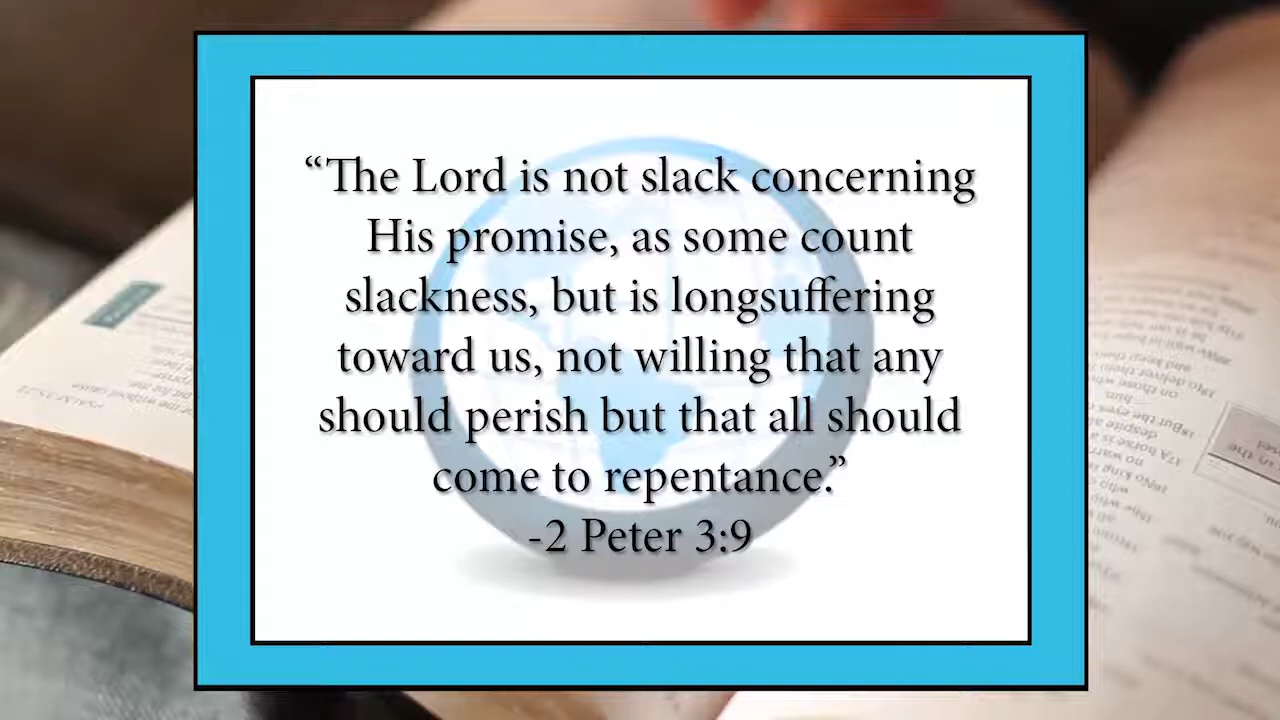 “The Lord is not slack concerning
His promise, as some count
slackness, but is longsuffering
toward us, not willing that any
should perish but that all should
come to repentance.”
-2 Peter 3:9